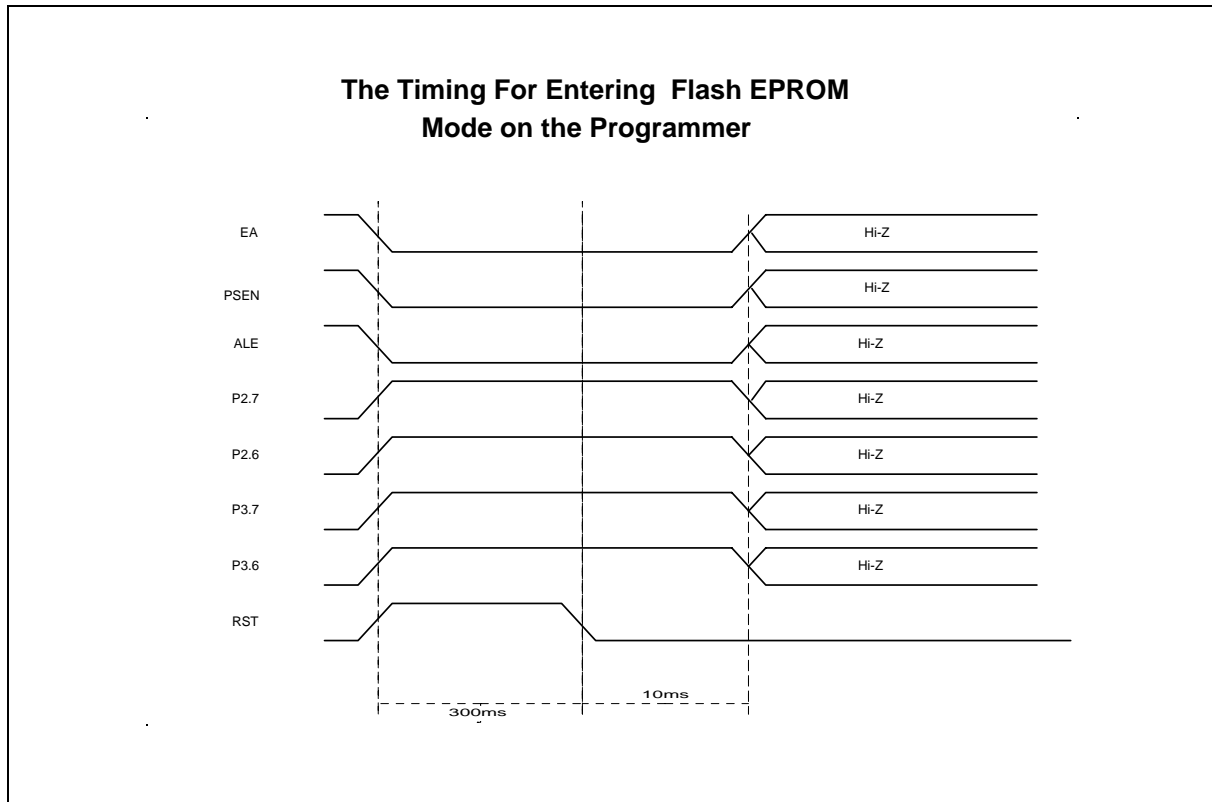 The Timing For Entering Flash EPROM
Mode on the Programmer
EA
Hi-Z
PSEN
Hi-Z
ALE
Hi-Z
P2.7
Hi-Z
P2.6
Hi-Z
P3.7
Hi-Z
P3.6
Hi-Z
RST
10ms
300ms